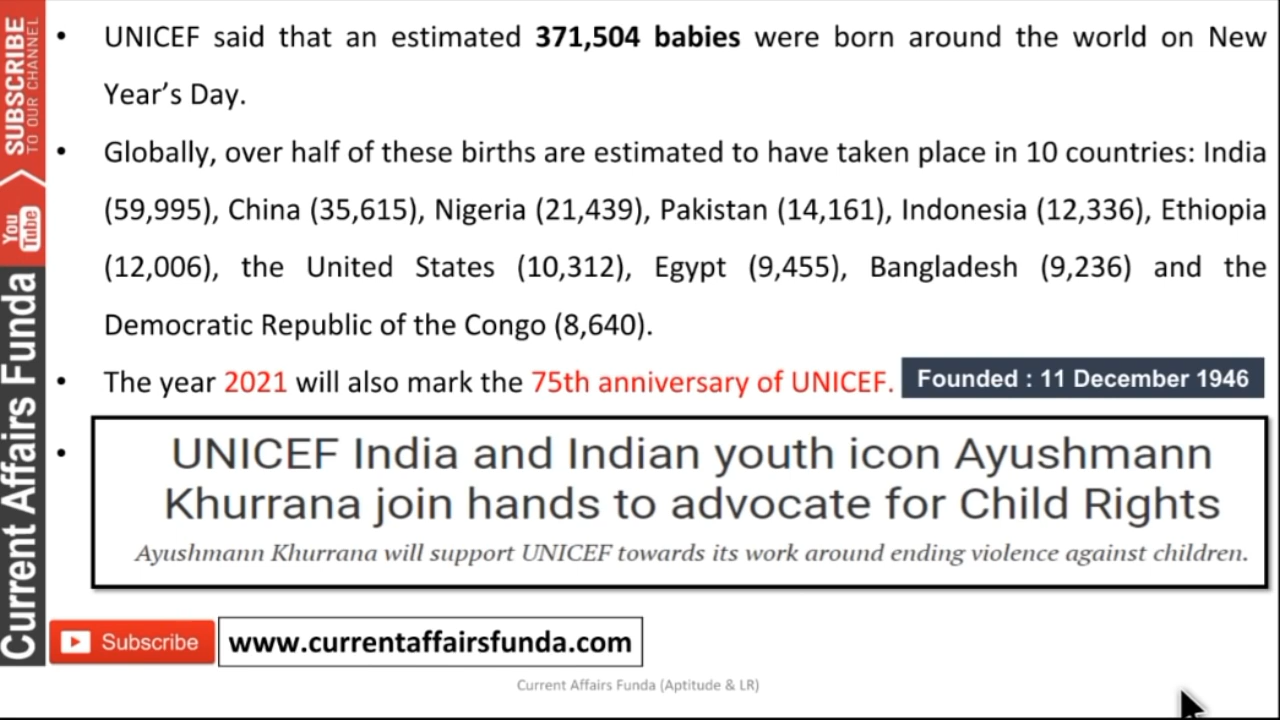 SUBSCRIBE
TO OUR CHANNEL
You
Tube
Current Affairs Funda
• UNICEF said that an estimated 371,504 babies were born around the world on New
Year’s Day.
• Globally, over half of these births are estimated to have taken place in 10 countries: India
(59,995), China (35,615), Nigeria (21,439), Pakistan (14,161), Indonesia (12,336), Ethiopia
(12,006), the United States (10,312), Egypt (9,455), Bangladesh (9,236) and the
Democratic Republic of the Congo (8,640).
• The year 2021 will also mark the 75th anniversary of UNICEF.
Founded : 11 December 1946
• UNICEF India and Indian youth icon Ayushmann
Khurrana join hands to advocate for Child Rights
Ayushmann Khurrana will support UNICEF towards its work around ending violence against children.
Subscribe
www.currentaffairsfunda.com
Current Affairs Funda (Aptitude & LR)